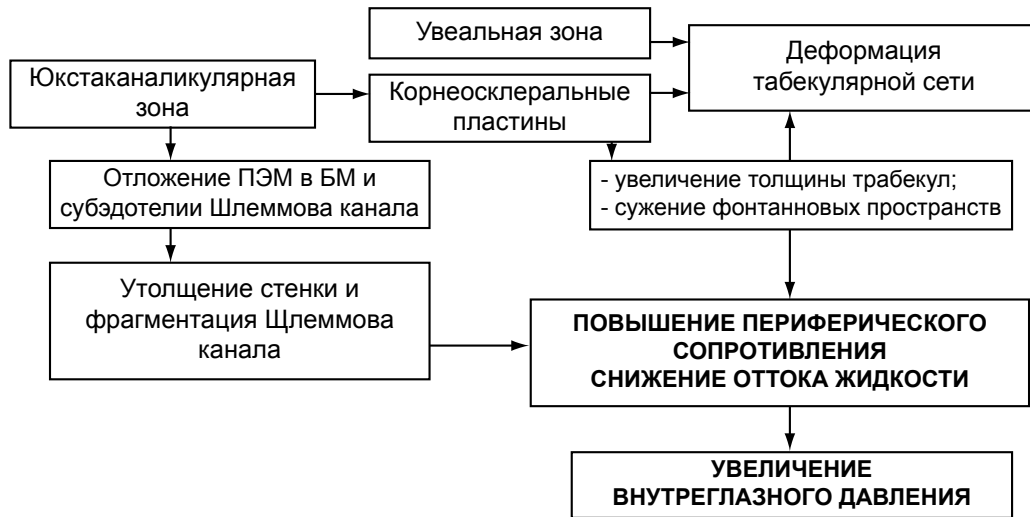 Увеальная зона
Деформация
табекулярной сети
Юкстаканаликулярная
зона
Корнеосклеральные
пластины
Отложение ПЭМ в БМ и
субэдотелии Шлеммова канала
- увеличение толщины трабекул;
- сужение фонтанновых пространств
Утолщение стенки и
фрагментация Щлеммова
канала
ПОВЫШЕНИЕ ПЕРИФЕРИЧЕСКОГО
СОПРОТИВЛЕНИЯ
СНИЖЕНИЕ ОТТОКА ЖИДКОСТИ
УВЕЛИЧЕНИЕ
ВНУТРЕГЛАЗНОГО ДАВЛЕНИЯ